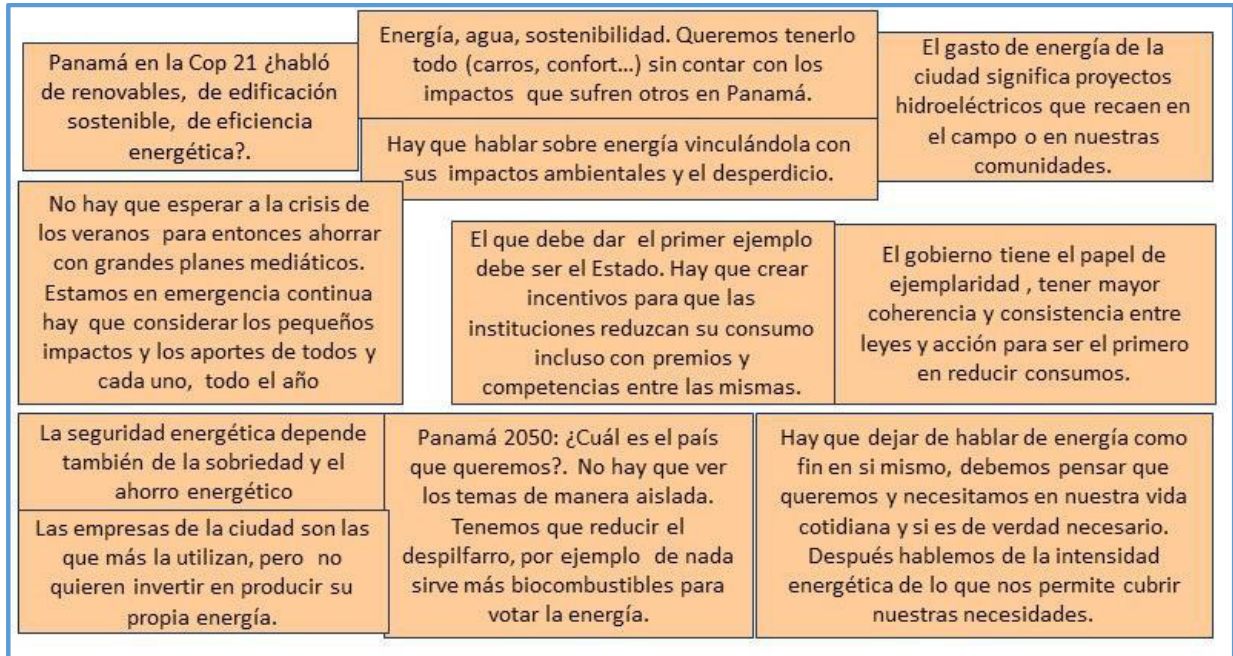 Panamá en la Cop 21 ¿habló
de renovables, de edificación
sostenible, de eficiencia
energética?.
Energía, agua, sostenibilidad. Queremos tenerlo
todo (carros, confort...) sin contar con los
impactos que sufren otros en Panamá.
Hay que hablar sobre energía vinculándola con
sus impactos ambientales y el desperdicio.
El gasto de energía de la
ciudad significa proyectos
hidroeléctricos que recaen en
el campo o en nuestras
comunidades.
No hay que esperar a la crisis de
los veranos para entonces ahorrar
con grandes planes mediáticos.
Estamos en emergencia continua
hay que considerar los pequeños
impactos y los aportes de todos y
cada uno, todo el año
El que debe dar el primer ejemplo
debe ser el Estado. Hay que crear
incentivos para que las
instituciones reduzcan su consumo
incluso con premios y
competencias entre las mismas.
El gobierno tiene el papel de
ejemplaridad , tener mayor
coherencia y consistencia entre
leyes y acción para ser el primero
en reducir consumos.
La seguridad energética depende
también de la sobriedad y el
ahorro energético
Las empresas de la ciudad son las
que más la utilizan, pero no
quieren invertir en producir su
propia energía.
Panamá 2050: ¿Cuál es el país
que queremos?. No hay que ver
los temas de manera aislada.
Tenemos que reducir el
despilfarro, por ejemplo de nada
sirve más biocombustibles para
votar la energía.
Hay que dejar de hablar de energía como
fin en si mismo, debemos pensar que
queremos y necesitamos en nuestra vida
cotidiana y si es de verdad necesario.
Después hablemos de la intensidad
energética de lo que nos permite cubrir
nuestras necesidades.